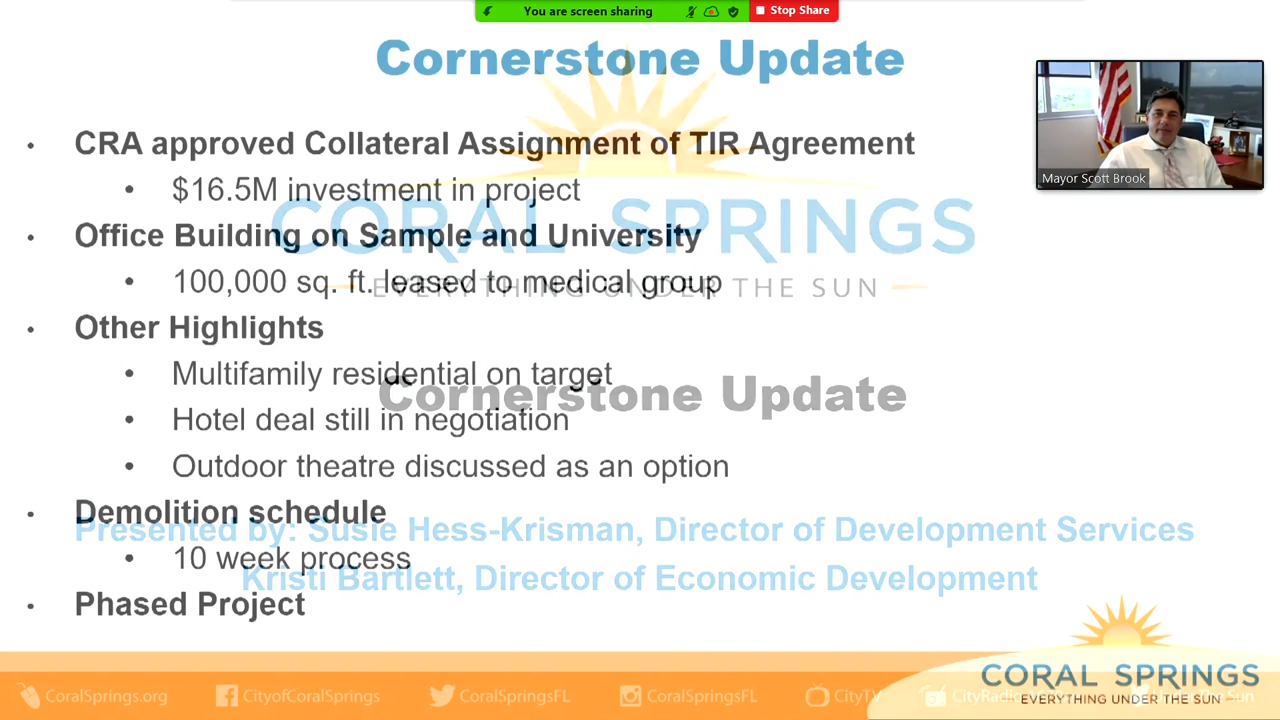 You are screen sharing
Stop Share
Cornerstone Update
Mayor Scott Brook
• CRA approved Collateral Assignment of TIR Agreement
• $16.5M investment in project
CORAL SPRINGS
• Office Building on Sample and University
• 100,000 sq. ft. leased to medical group
EVERYTHING UNDER THE SUN
• Other Highlights
• Multifamily residential on target
Cornerstone Update
• Hotel deal still in negotiation
• Outdoor theatre discussed as an option
• Demolition schedule
Presented by: Susie Hess-Krisman, Director of Development Services
• 10 week process
Kristi Bartlett, Director of Economic Development
• Phased Project
CORAL SPRINGS
EVERYTHING UNDER THE SUN
CoralSprings.org
CityofCoralSprings
CoralSpringsFL
CoralSpringsFL
CityTV
CityRadio